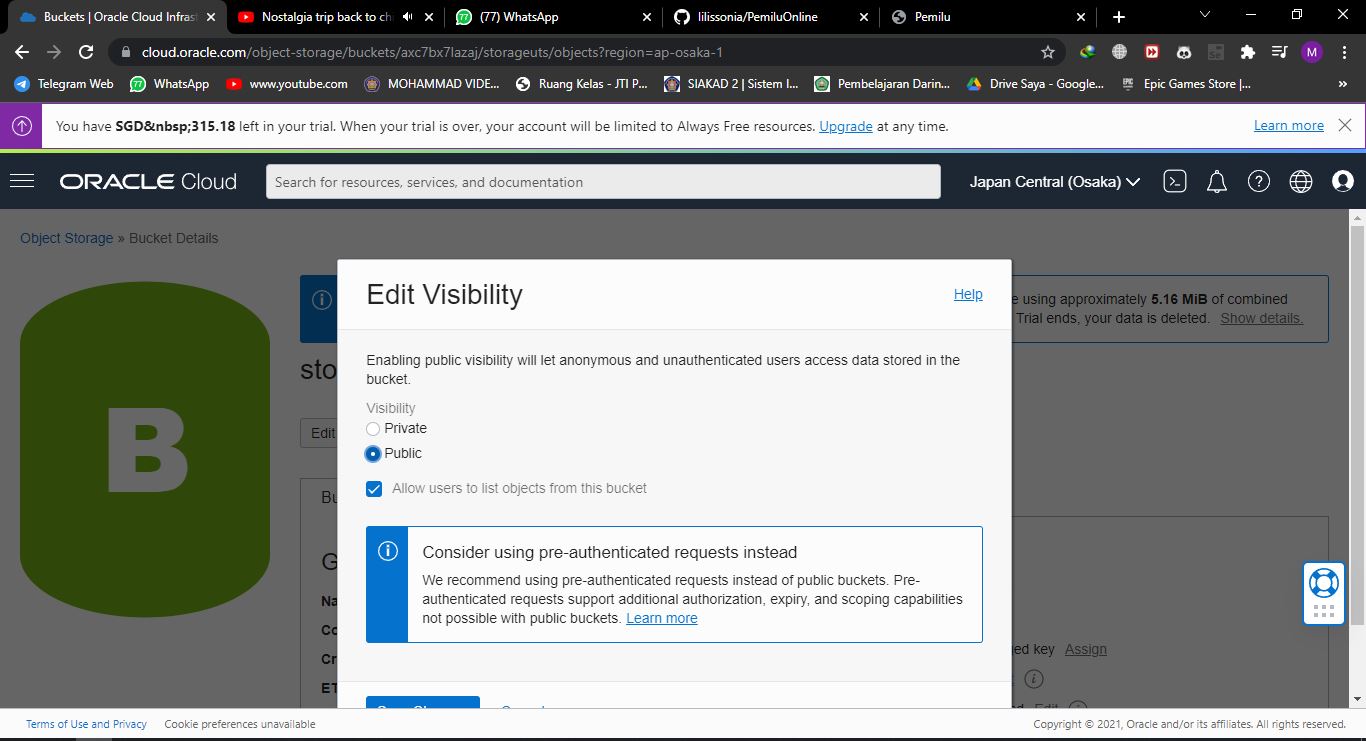 Buckets | Oracle Cloud Infras
Nostalgia trip back to ch
(77) WhatsApp
lilissonia/PemiluOnline
Pemilu
cloud.oracle.com/object-storage/buckets/axc7bx7lazaj/storageuts/objects?region=ap-osaka-1
M
Telegram Web
WhatsApp
www.youtube.com
MOHAMMAD VIDE...
Ruang Kelas - JTI P...
SIAKAD 2 | Sistem I...
Pembelajaran Darin...
Drive Saya - Google...
Epic Games Store |...
You have SGD&nbsp;315.18 left in your trial. When your trial is over, your account will be limited to Always Free resources. Upgrade at any time.
Learn more
ORACLE Cloud
Search for resources, services, and documentation
Japan Central (Osaka)
Object Storage » Bucket Details
B
e using approximately 5.16 MiB of combined
Trial ends, your data is deleted. Show details.
sto
Edit
Bu
G
Na
Co
Cr
ET
Edit Visibility
Help
Enabling public visibility will let anonymous and unauthenticated users access data stored in the
bucket.
Visibility
Private
Public
Allow users to list objects from this bucket
Consider using pre-authenticated requests instead
We recommend using pre-authenticated requests instead of public buckets. Pre-
authenticated requests support additional authorization, expiry, and scoping capabilities
not possible with public buckets. Learn more
ed key Assign
Terms of Use and Privacy
Cookie preferences unavailable
Copyright © 2021, Oracle and/or its affiliates. All rights reserved.